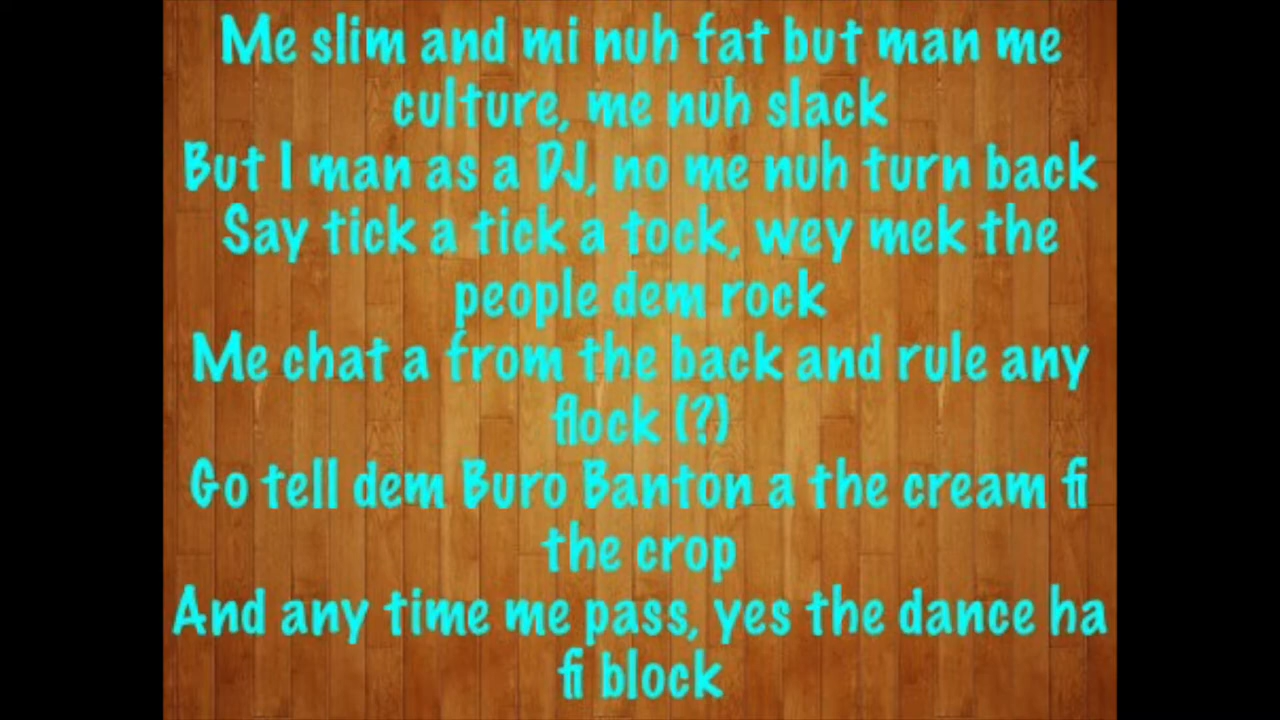 Me slim and mi nuh fat but man me
culture, me nuh slack
But I man as a DJ, no me nuh turn back
Say tick a tick a tock, wey mek the
people dem rock
Me chat a from the back and rule any
flock (?)
Go tell dem Buro Banton a the cream fi
the crop
And any time me pass, yes the dance ha
fi block